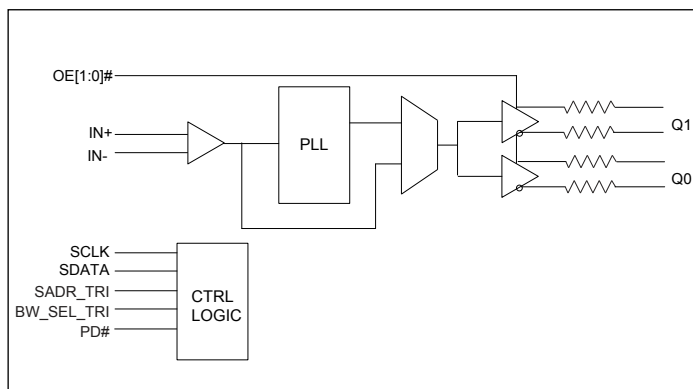 OE[1:0]#
IN+
IN-
PLL
Q1
Q0
SCLK
SDATA
SADR_TRI
BW_SEL_TRI
PD#
CTRL
LOGIC